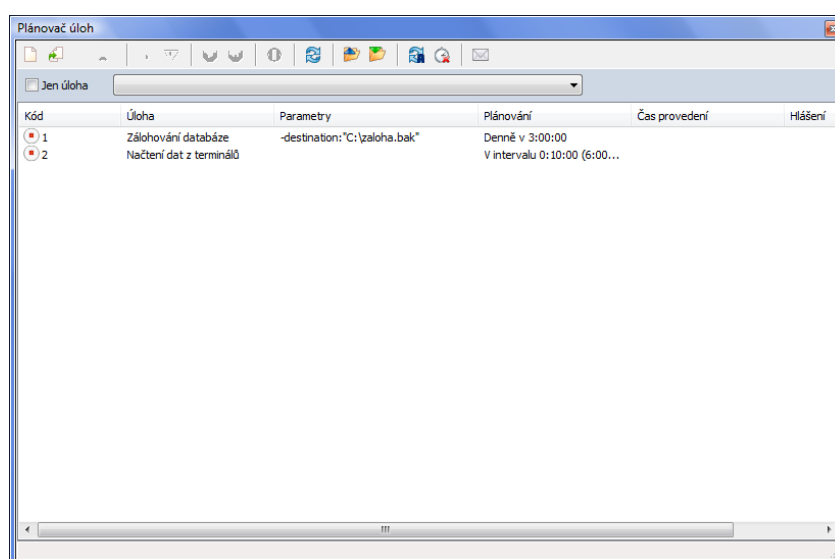 Plánovač úloh
Jen úloha
Kód Úloha Parametry Plánování Čas provedení Hlášení
1 Zálohování databáze -destination:"C:\zaloha.bak" Denně v 3:00:00
2 Načtení dat z terminálů V intervalu 0:10:00 (6:00...